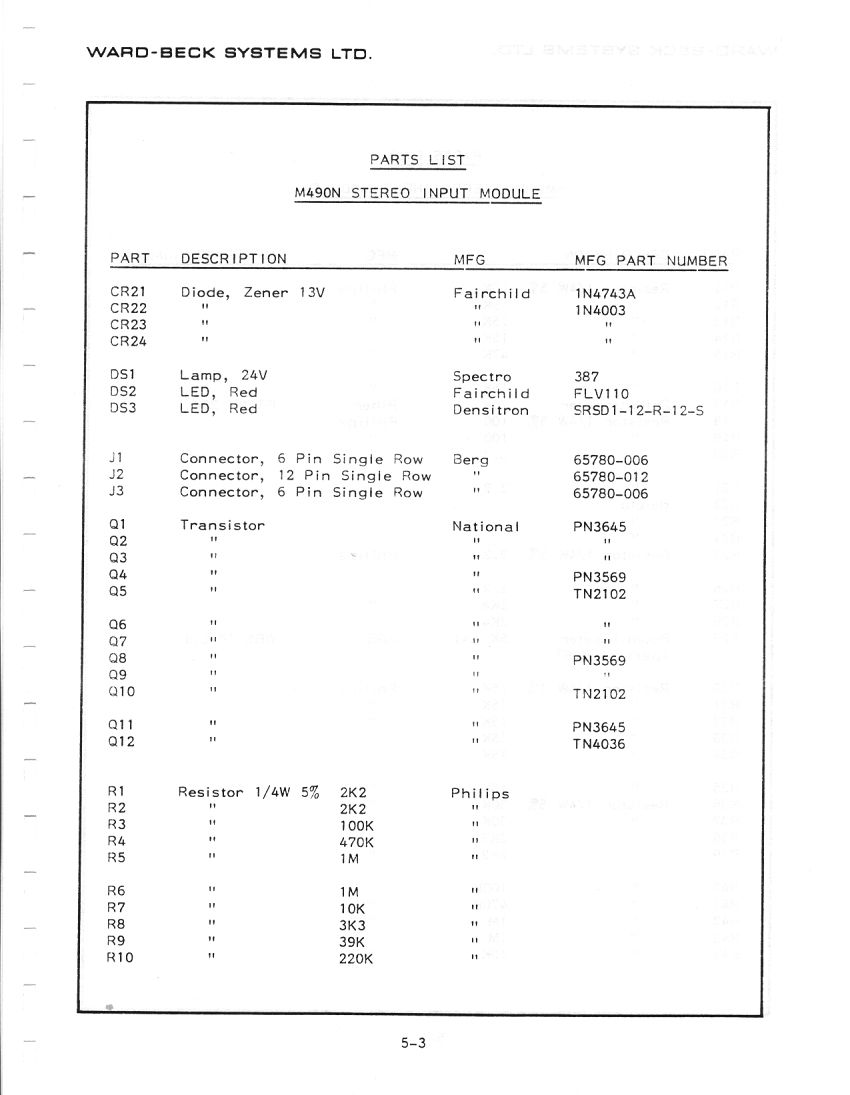 WARD-BECK SYSTEMS LTD.
PARTS LIST
M490N STEREO INPUT MODULE
PART DESCRIPTION MFG MFG PART NUMBER
CR21 Diode, Zener 13V Fairchild 1N4743A
CR22 " " 1N4003
CR23 " " "
CR24 " " "
DS1 Lamp, 24V Spectro 387
DS2 LED, Red Fairchild FLV110
DS3 LED, Red Densitron SRSD1-12-R-12-S
J1 Connector, 6 Pin Single Row Berg 65780-006
J2 Connector, 12 Pin Single Row " 65780-012
J3 Connector, 6 Pin Single Row " 65780-006
Q1 Transistor National PN3645
Q2 " " "
Q3 " " "
Q4 " " PN3569
Q5 " " TN2102
Q6 " " "
Q7 " " "
Q8 " " PN3569
Q9 " " "
Q10 " " TN2102
Q11 " " PN3645
Q12 " " TN4036
R1 Resistor 1/4W 5% 2K2 Philips
R2 " 2K2 "
R3 " 100K "
R4 " 470K "
R5 " 1M "
R6 " 1M "
R7 " 10K "
R8 " 3K3 "
R9 " 39K "
R10 " 220K "
5-3